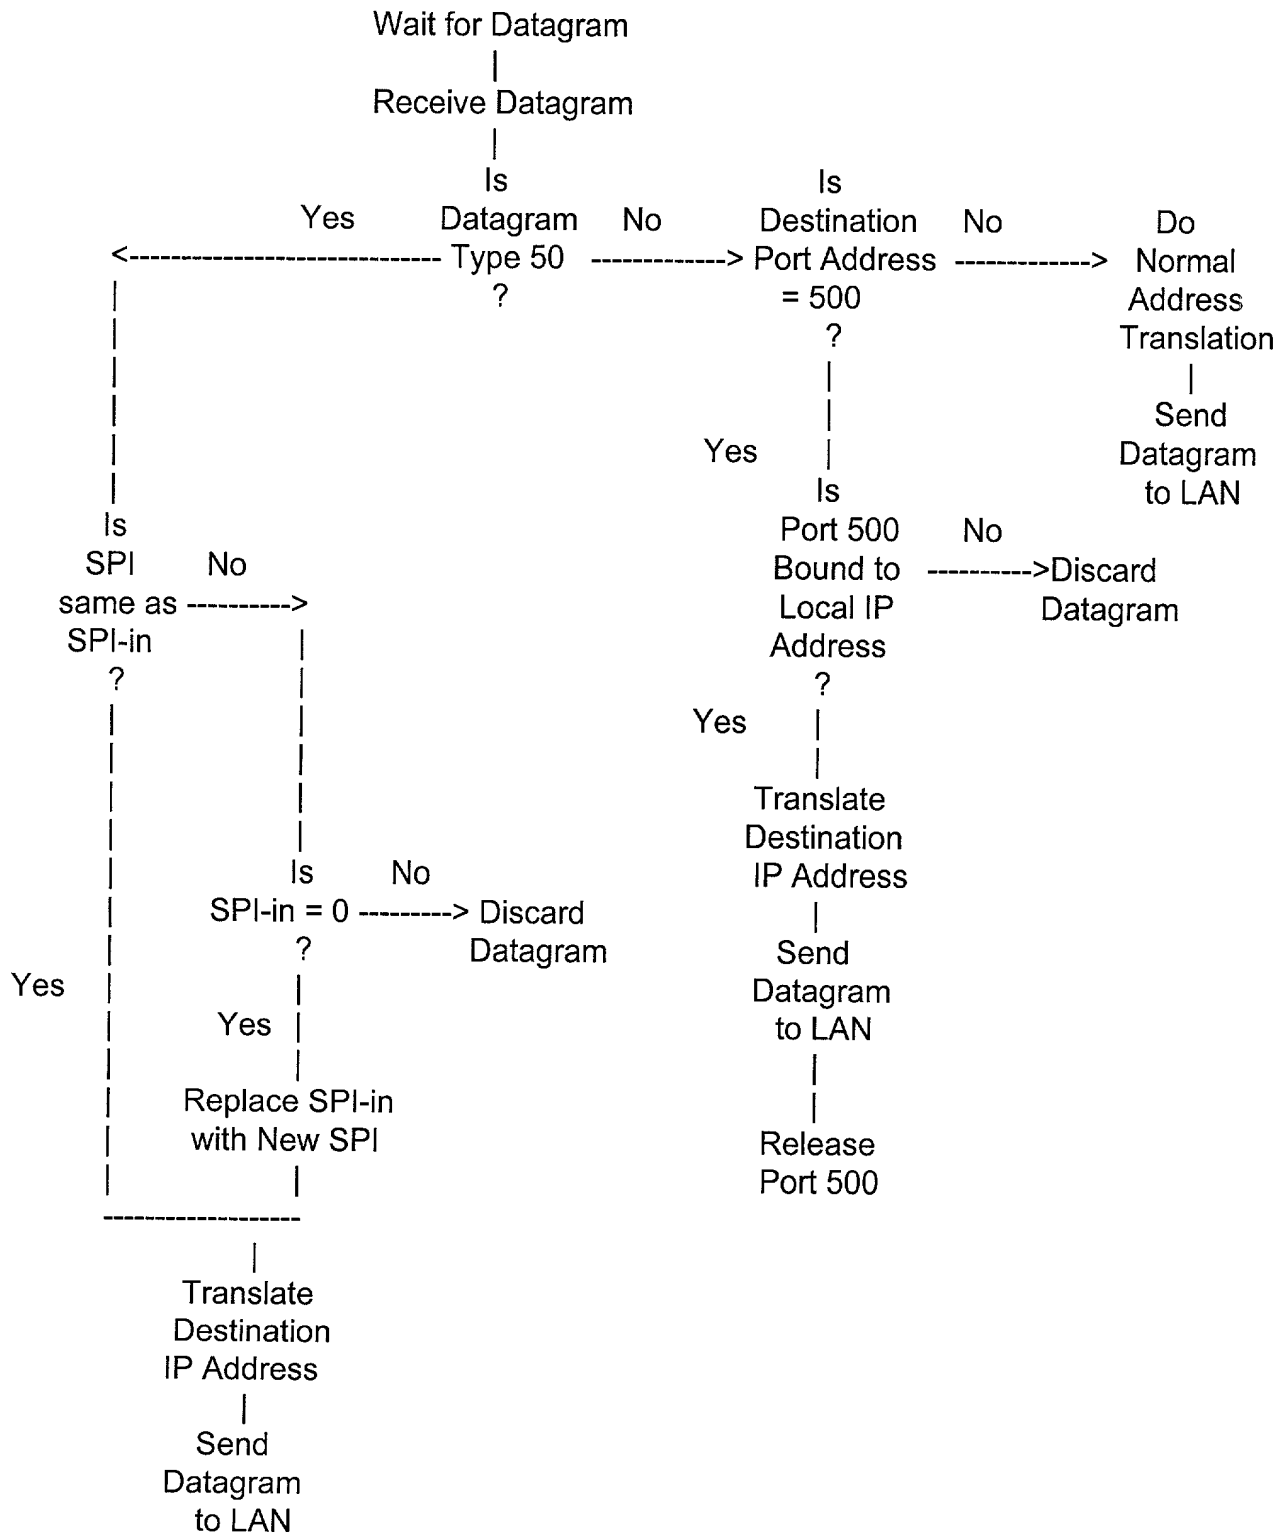 Wait for Datagram
Receive Datagram
Is
Datagram
Type 50
?
Yes
No
Is
Destination
Port Address
= 500
?
No
Do
Normal
Address
Translation
Send
Datagram
to LAN
Yes
Is
Port 500
Bound to
Local IP
Address
?
No
Discard
Datagram
Yes
Translate
Destination
IP Address
Send
Datagram
to LAN
Release
Port 500
Is
SPI
same as
SPI-in
?
No
Is
SPI-in = 0
?
No
Discard
Datagram
Yes
Yes
Replace SPI-in
with New SPI
Translate
Destination
IP Address
Send
Datagram
to LAN